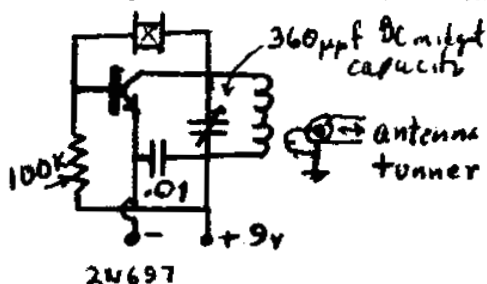 360μμf BC midget
capacitor
antenna
tunner
100K
.01
- + 9v
2N697